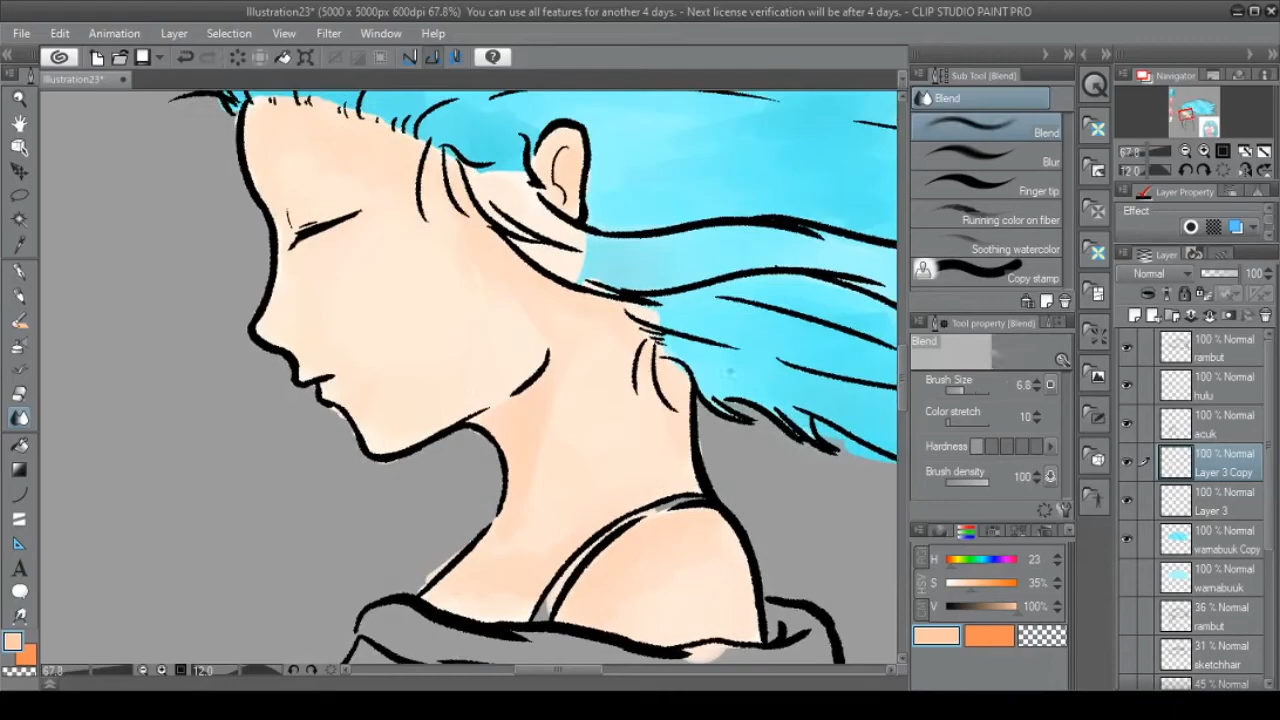 Illustration23* (5000 x 5000px 600dpi 67.8%) You can use all features for another 4 days. - Next license verification will be after 4 days. - CLIP STUDIO PAINT PRO
File Edit Animation Layer Selection View Filter Window Help
Illustration23*
Sub Tool [Blend]
Blend
Blend
Blur
Finger tip
Running color on fiber
Soothing watercolor
Copy stamp
Tool property [Blend]
Blend
Brush Size 6.8
Color stretch 10
Hardness
Brush density 100
H 23
S 35%
V 100%
Navigator
67.8
12.0
Layer Property
Effect
Layer
Normal 100
100 % Normal
rambut
100 % Normal
hulu
100 % Normal
acuk
100 % Normal
Layer 3 Copy
100 % Normal
Layer 3
100 % Normal
warnabuuk Copy
100 % Normal
warnabuuk
36 % Normal
rambut
31 % Normal
sketchhair
45 % Normal
67.8 12.0